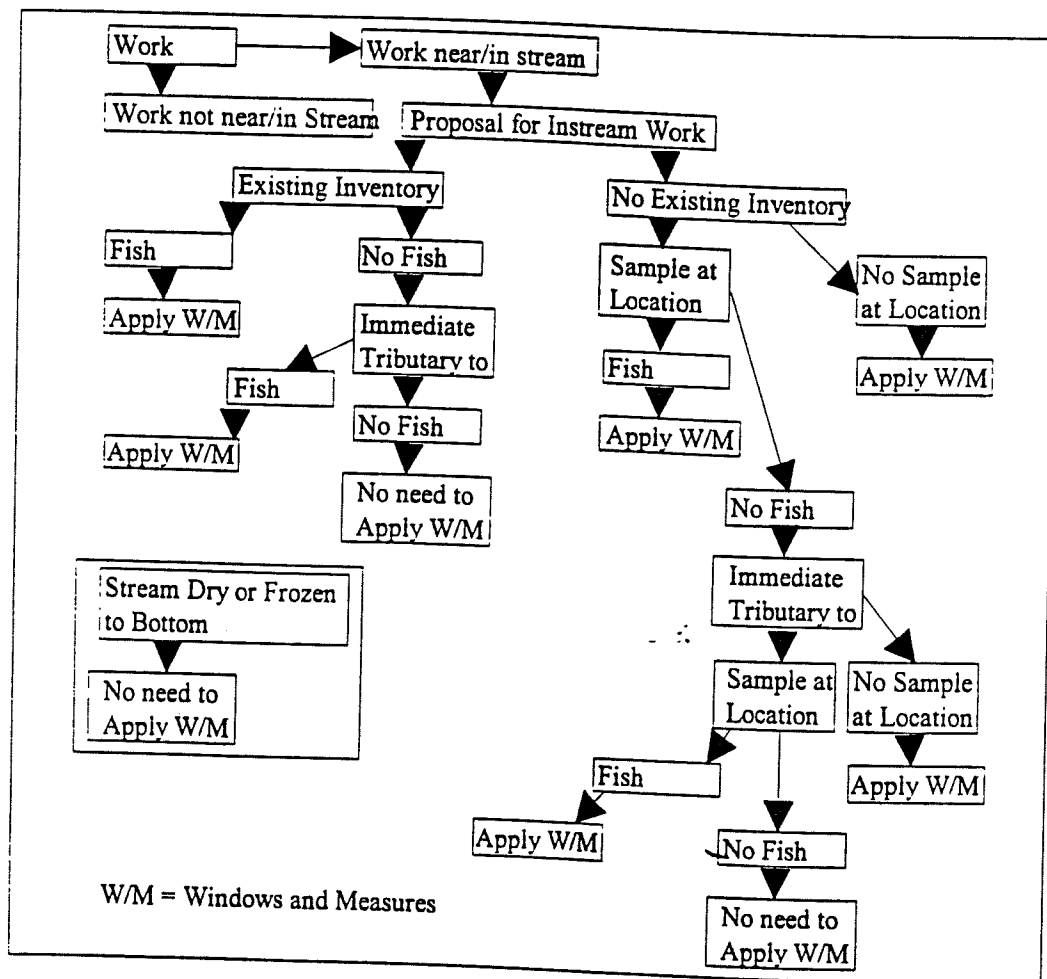 Work
Work near/in stream
Work not near/in Stream
Proposal for Instream Work
Existing Inventory
No Existing Inventory
Fish
No Fish
Sample at
Location
No Sample
at Location
Apply W/M
Immediate
Tributary to
Fish
Apply W/M
Fish
No Fish
Apply W/M
Apply W/M
No need to
Apply W/M
No Fish
Stream Dry or Frozen
to Bottom
Immediate
Tributary to
No need to
Apply W/M
Sample at
Location
No Sample
at Location
Fish
Apply W/M
Apply W/M
No Fish
W/M = Windows and Measures
No need to
Apply W/M